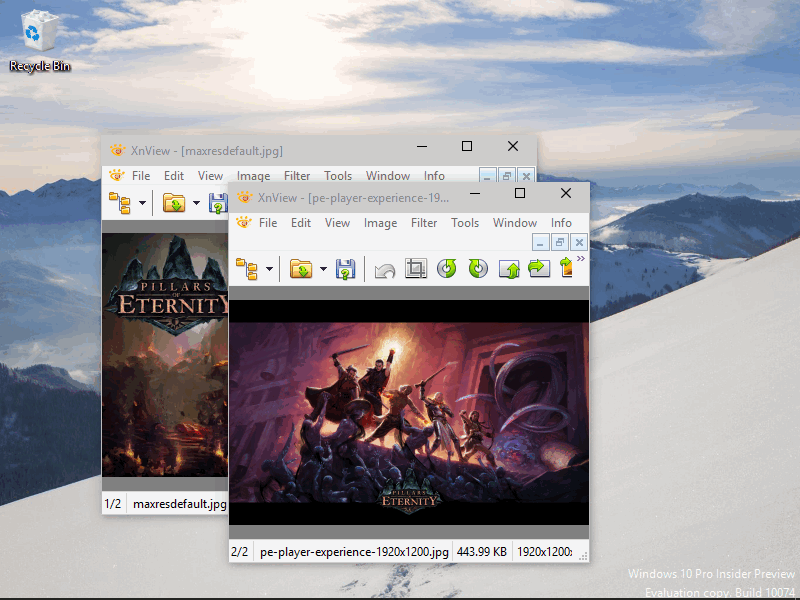 Recycle Bin
XnView - [maxresdefault.jpg]
File Edit View Image Filter Tools Window Info
PILLARS
OF
ETERNITY
1/2 maxresdefault.jpg
XnView - [pe-player-experience-19...
File Edit View Image Filter Tools Window Info
PILLARS
ETERNITY
2/2 pe-player-experience-1920x1200.jpg 443.99 KB 1920x1200
Windows 10 Pro Insider Preview
Evaluation copy. Build 10074